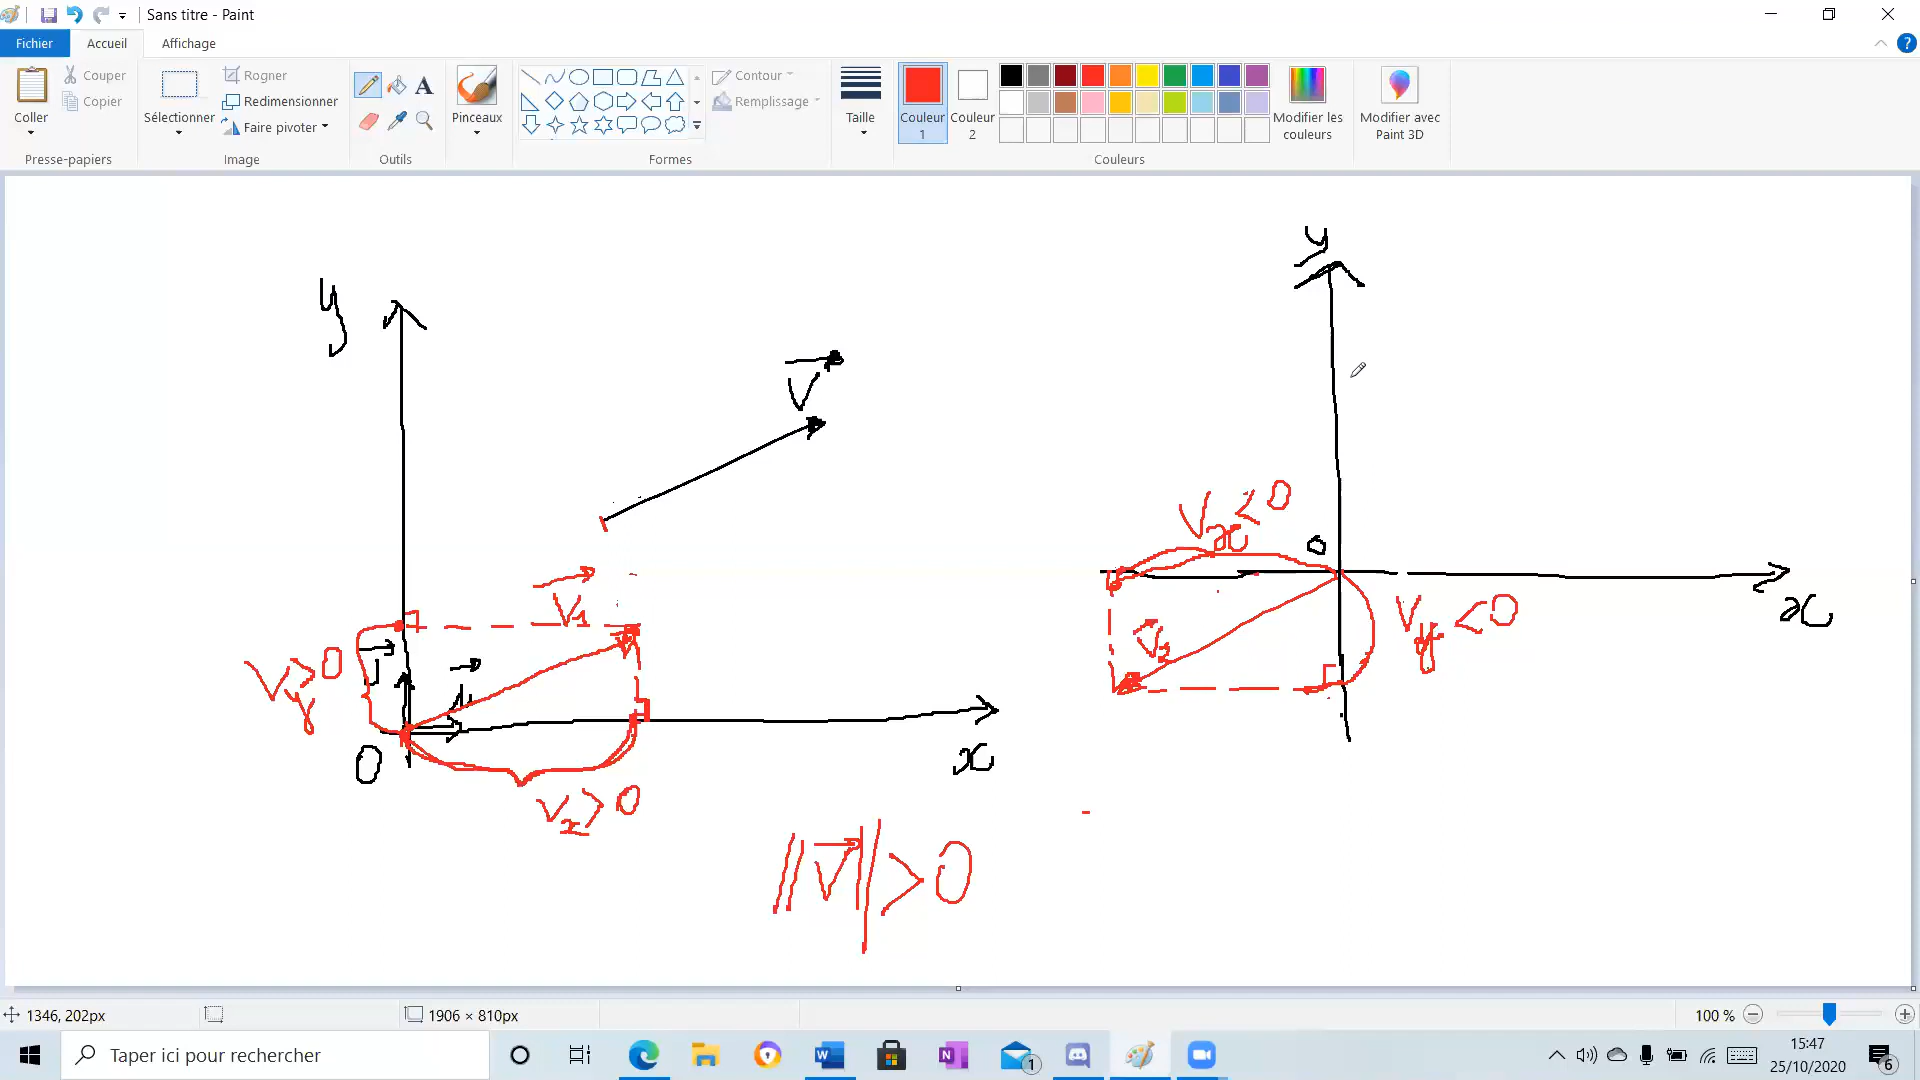 Sans titre - Paint
Fichier
Accueil
Affichage
Coller
Couper
Copier
Presse-papiers
Sélectionner
Rogner
Redimensionner
Faire pivoter
Image
A
Outils
Pinceaux
Formes
Contour
Remplissage
Taille
Couleur 1
Couleur 2
Modifier les couleurs
Modifier avec Paint 3D
Couleurs
y
V
V1
Vy > 0
J
O
x
Vx > 0
||V|| > 0
y
Vx < 0
o
x
Vy < 0
1346, 202px
1906 × 810px
100 %
Taper ici pour rechercher
1
15:47
25/10/2020
6